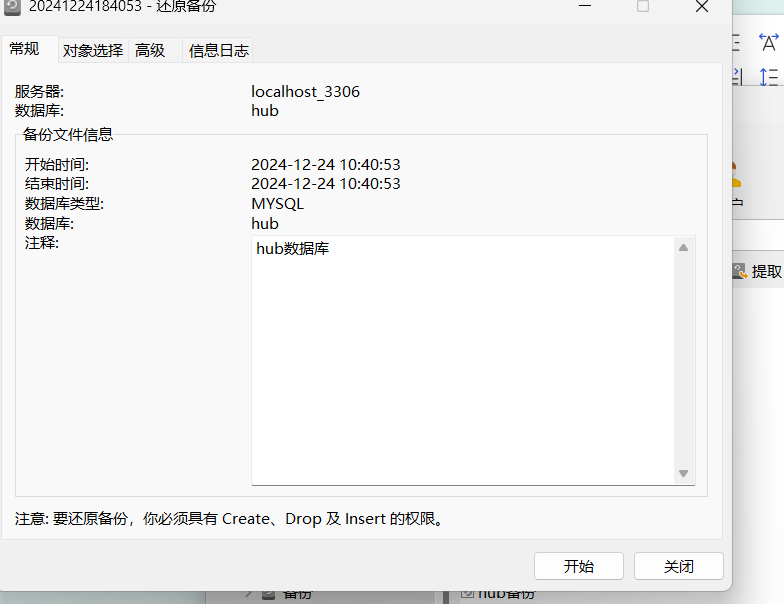 20241224184053 - 还原备份
常规 对象选择 高级 信息日志
服务器: localhost_3306
数据库: hub
备份文件信息
开始时间: 2024-12-24 10:40:53
结束时间: 2024-12-24 10:40:53
数据库类型: MYSQL
数据库: hub
注释: hub数据库
提取
注意: 要还原备份，你必须具有 Create、Drop 及 Insert 的权限。
开始 关闭
备份 hub备份